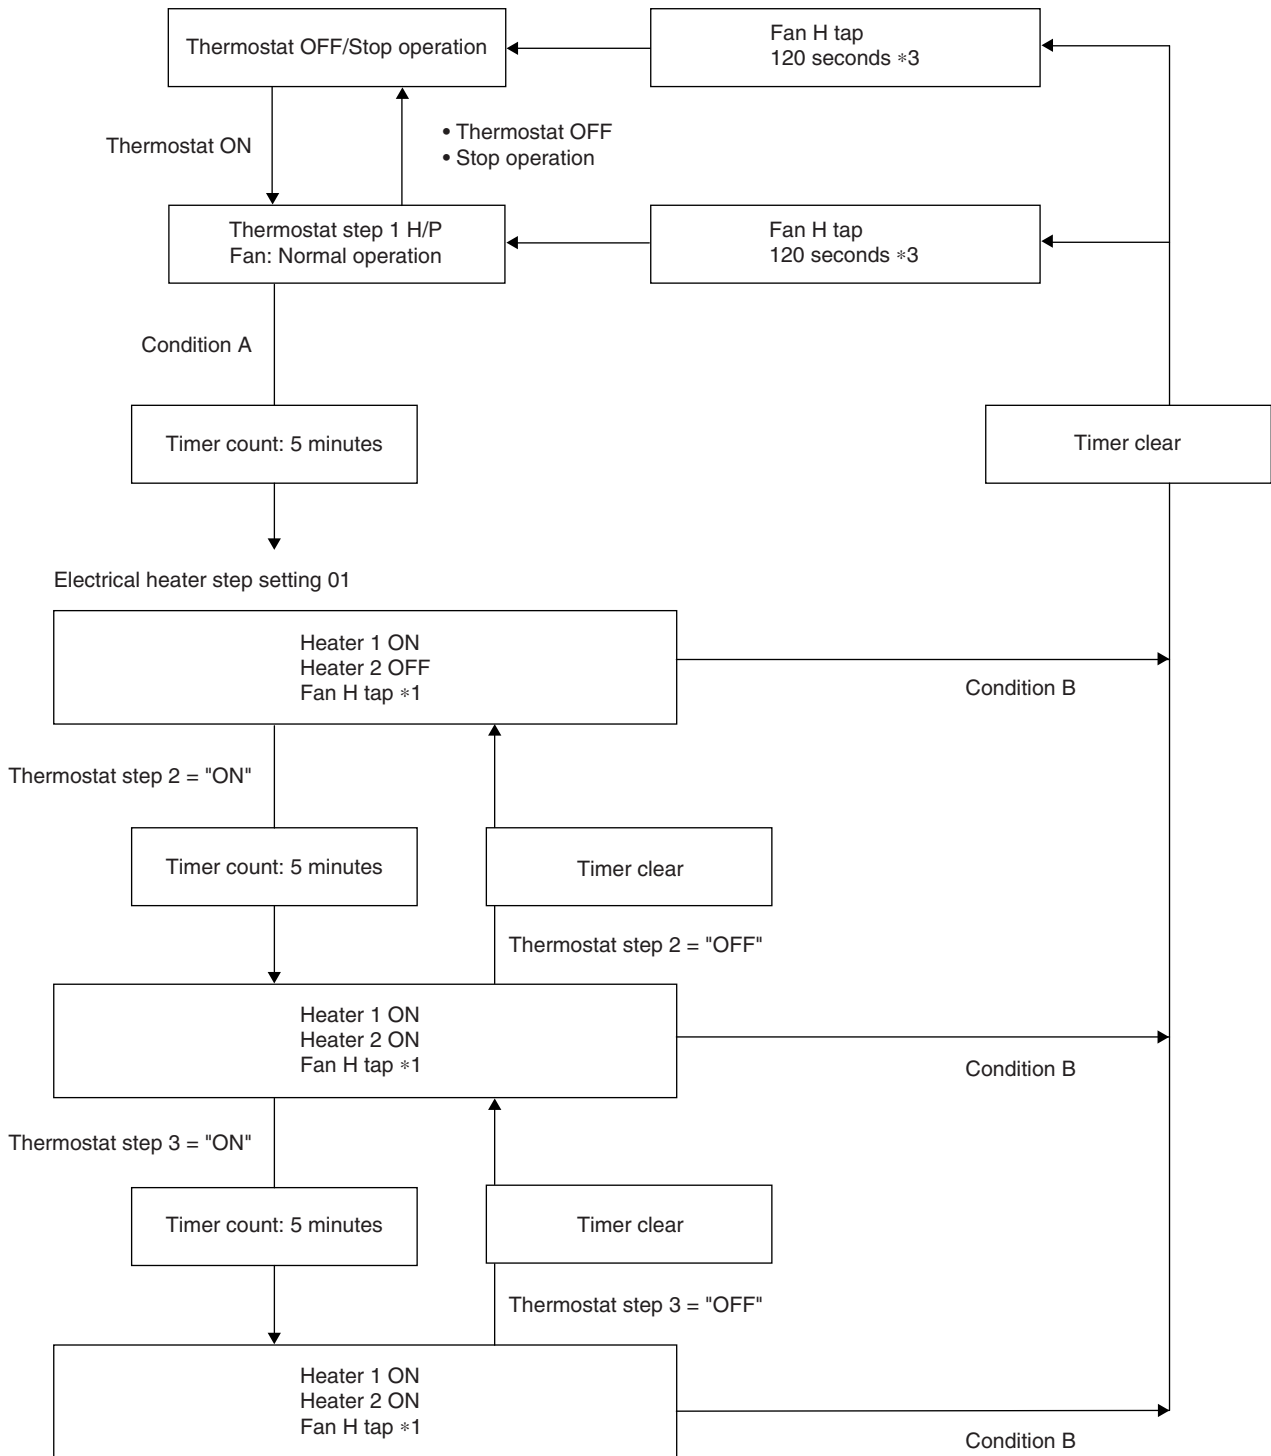 Thermostat OFF/Stop operation
Fan H tap
120 seconds *3
Thermostat ON
• Thermostat OFF
• Stop operation
Thermostat step 1 H/P
Fan: Normal operation
Fan H tap
120 seconds *3
Condition A
Timer count: 5 minutes
Timer clear
Electrical heater step setting 01
Heater 1 ON
Heater 2 OFF
Fan H tap *1
Condition B
Thermostat step 2 = "ON"
Timer count: 5 minutes
Timer clear
Thermostat step 2 = "OFF"
Heater 1 ON
Heater 2 ON
Fan H tap *1
Condition B
Thermostat step 3 = "ON"
Timer count: 5 minutes
Timer clear
Thermostat step 3 = "OFF"
Heater 1 ON
Heater 2 ON
Fan H tap *1
Condition B